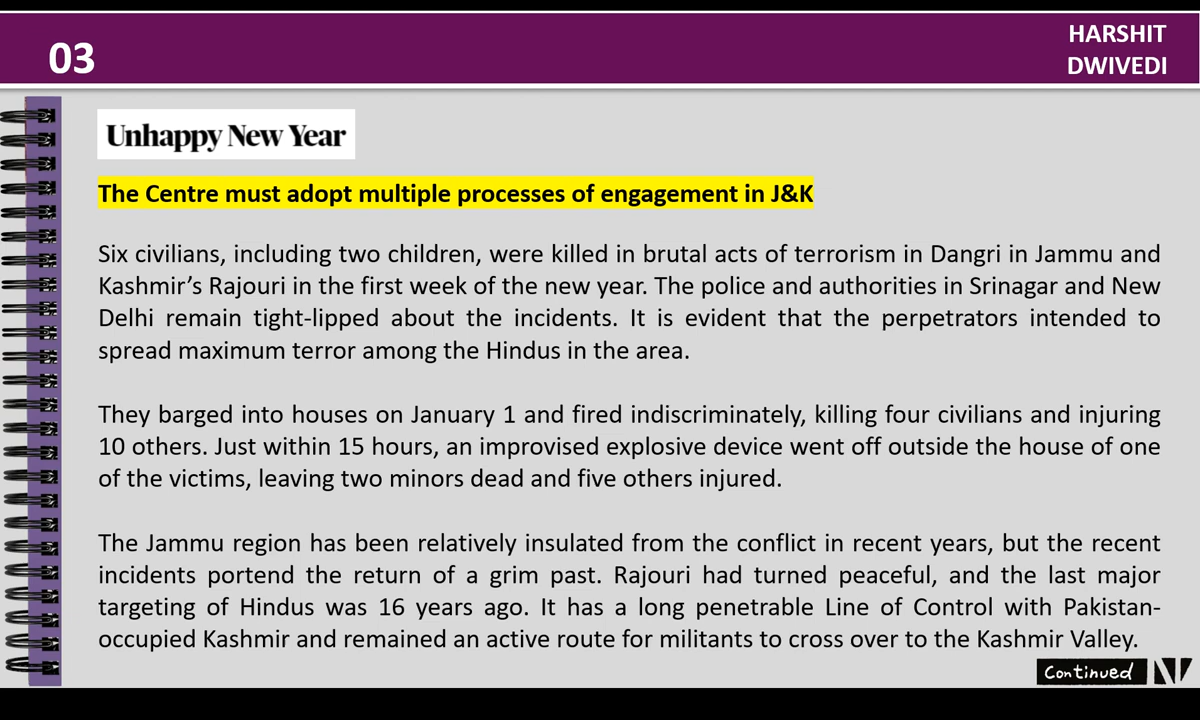 03
HARSHIT
DWIVEDI
Unhappy New Year
The Centre must adopt multiple processes of engagement in J&K
Six civilians, including two children, were killed in brutal acts of terrorism in Dangri in Jammu and
Kashmir’s Rajouri in the first week of the new year. The police and authorities in Srinagar and New
Delhi remain tight-lipped about the incidents. It is evident that the perpetrators intended to
spread maximum terror among the Hindus in the area.
They barged into houses on January 1 and fired indiscriminately, killing four civilians and injuring
10 others. Just within 15 hours, an improvised explosive device went off outside the house of one
of the victims, leaving two minors dead and five others injured.
The Jammu region has been relatively insulated from the conflict in recent years, but the recent
incidents portend the return of a grim past. Rajouri had turned peaceful, and the last major
targeting of Hindus was 16 years ago. It has a long penetrable Line of Control with Pakistan-
occupied Kashmir and remained an active route for militants to cross over to the Kashmir Valley.
Continued